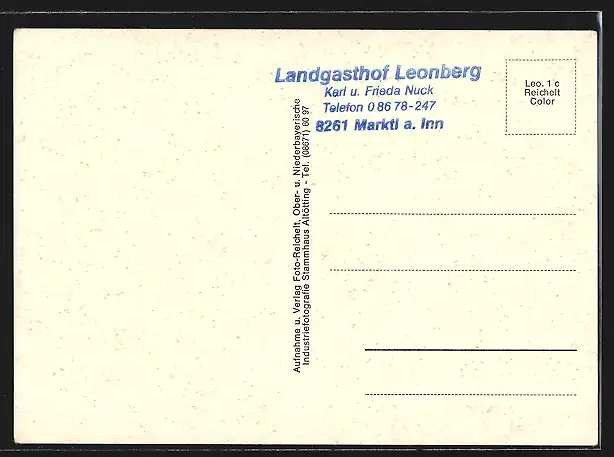 Landgasthof Leonberg
Karl u. Frieda Nuck
Telefon 0 86 78-247
8261 Marktl a. Inn
Leo. 1 c
Reichelt
Color
Aufnahme u. Verlag Foto-Reichelt, Ober- u. Niederbayerische
Industriefotografie Stammhaus Altötting - Tel. (08671) 60 97